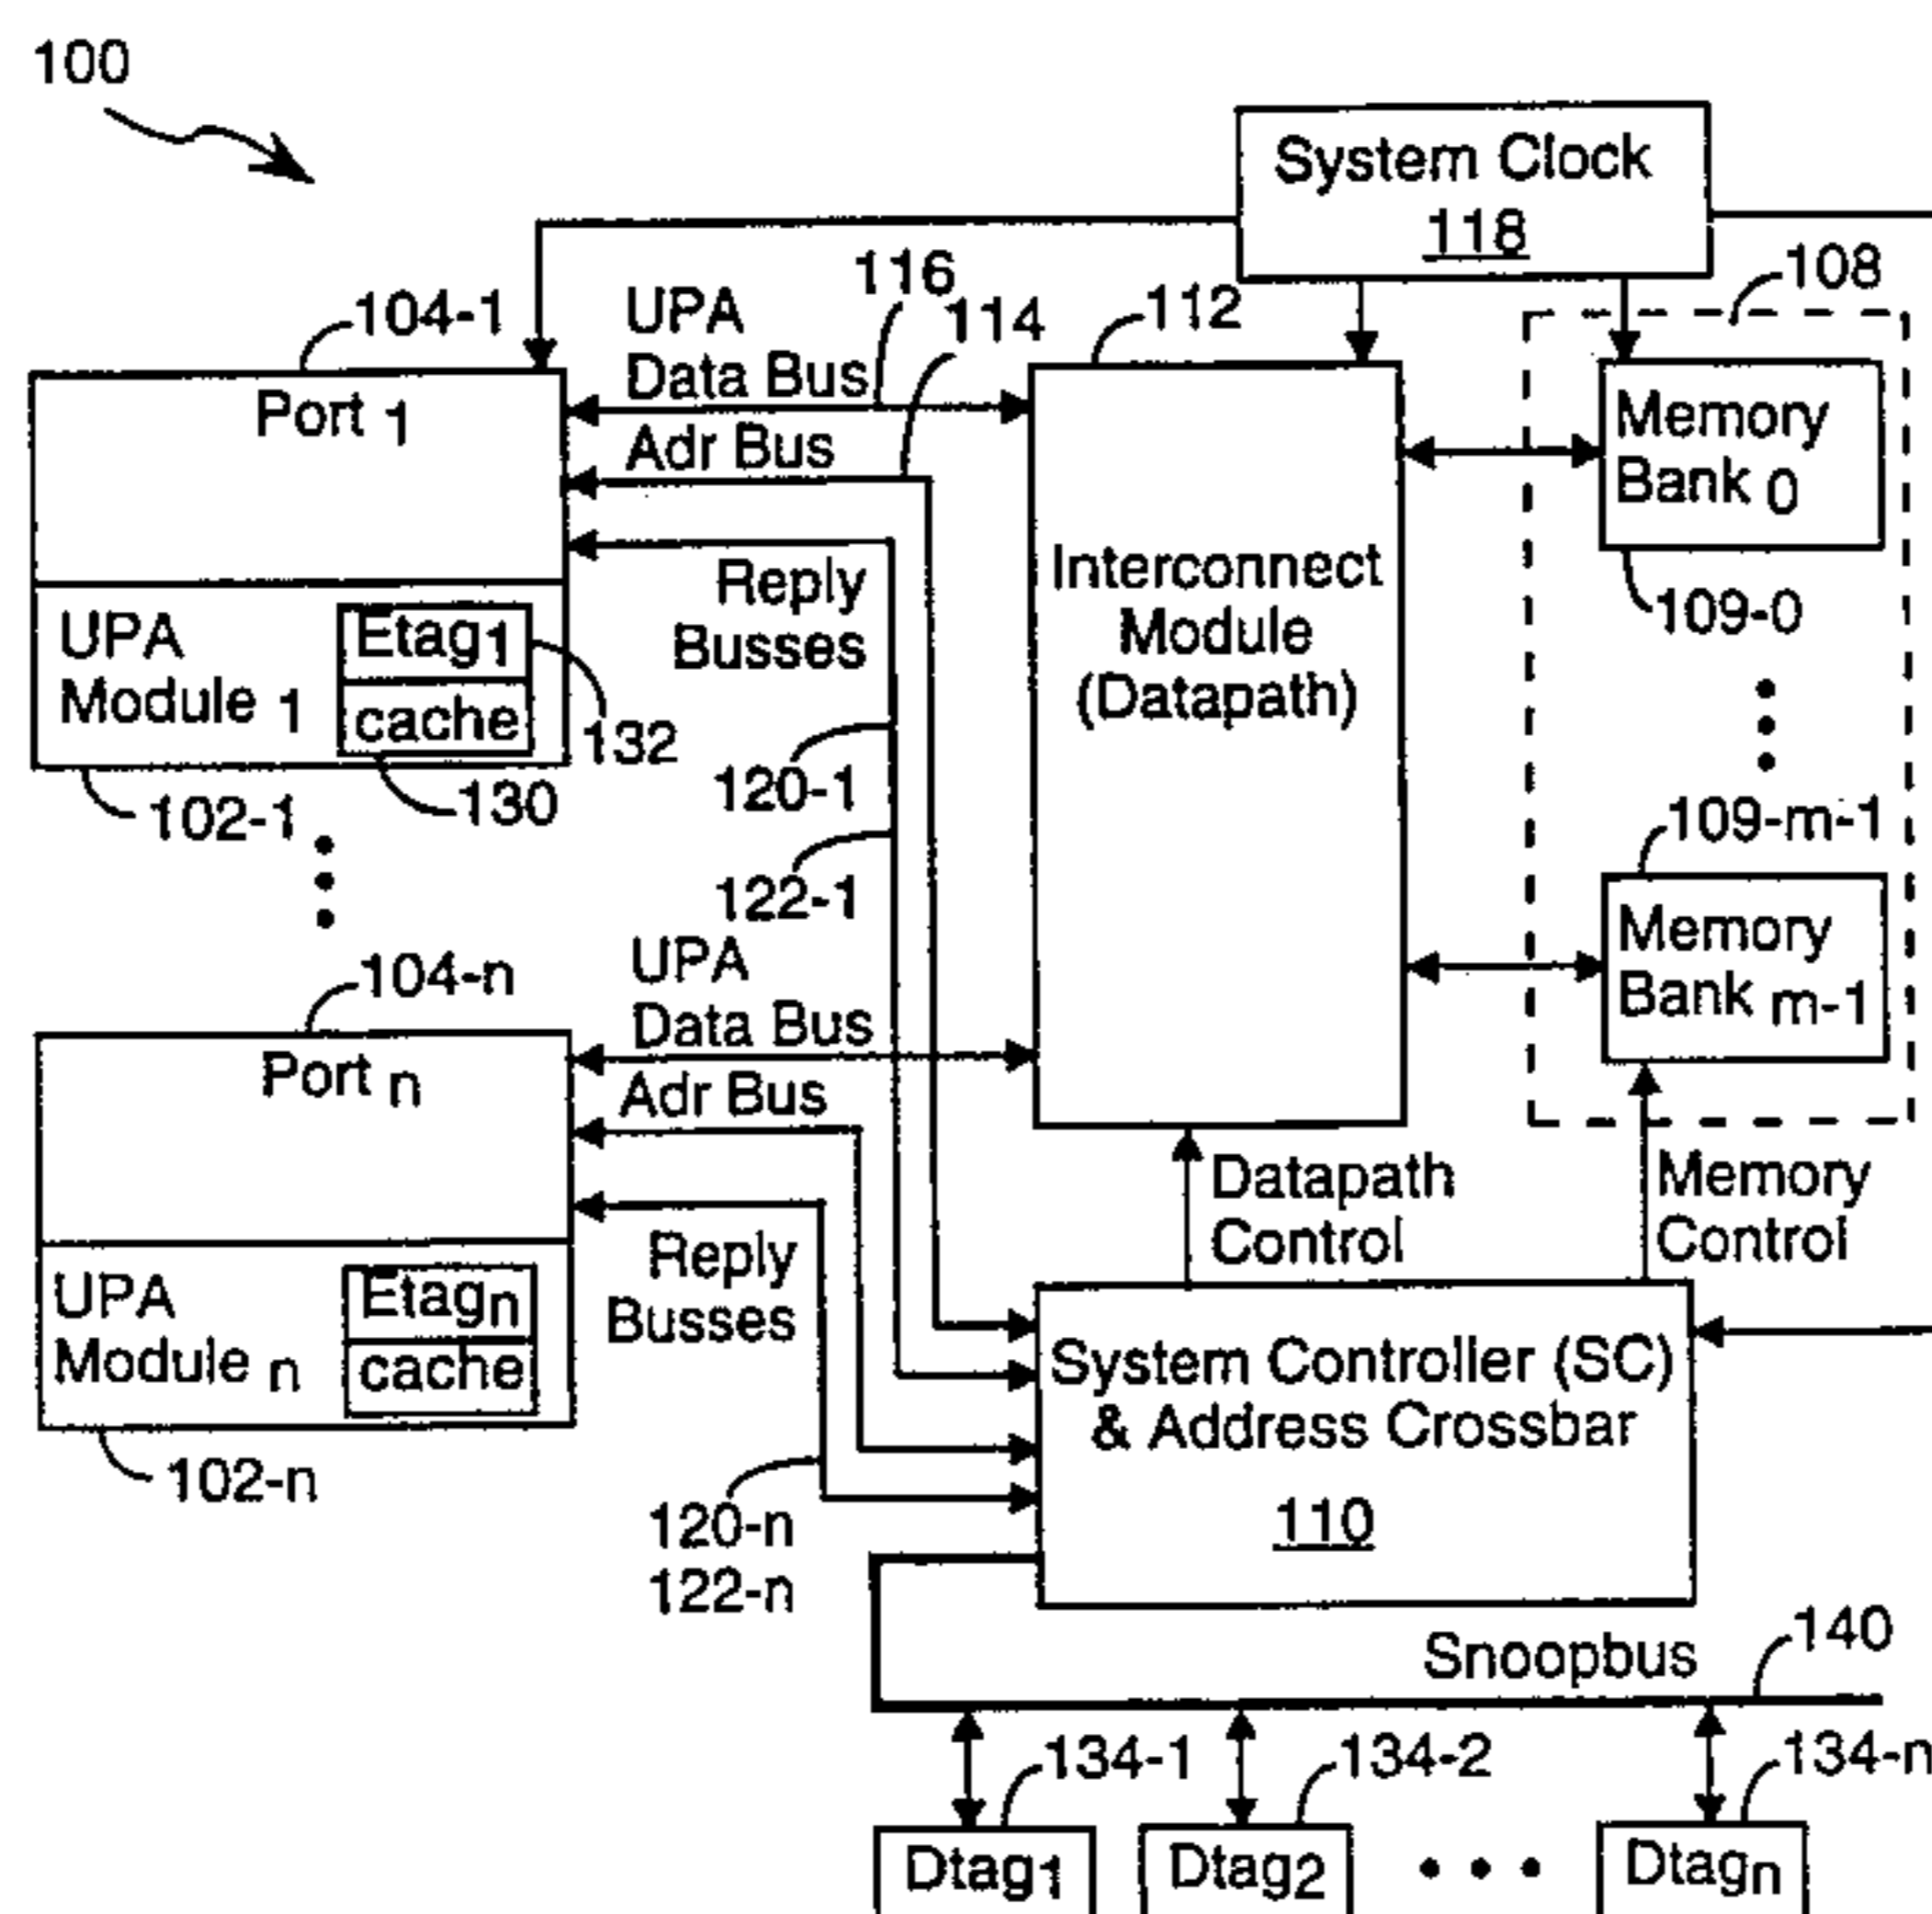 100
System Clock
118
108
116
114
112
104-1
UPA
Data Bus
Port 1
Adr Bus
Memory
Bank 0
109-0
Reply
Busses
Interconnect
Module
(Datapath)
UPA
Module 1
Etag1
cache
132
130
102-1
120-1
122-1
109-m-1
Memory
Bank m-1
104-n
UPA
Data Bus
Port n
Adr Bus
Datapath
Control
Memory
Control
Reply
Busses
UPA
Module n
Etagn
cache
102-n
System Controller (SC)
& Address Crossbar
110
120-n
122-n
Snoopbus
140
134-1
134-2
134-n
Dtag1
Dtag2
Dtagn